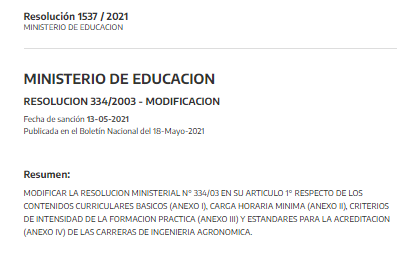 Resolución 1537 / 2021
MINISTERIO DE EDUCACION
MINISTERIO DE EDUCACION
RESOLUCION 334/2003 - MODIFICACION
Fecha de sanción 13-05-2021
Publicada en el Boletín Nacional del 18-Mayo-2021
Resumen:
MODIFICAR LA RESOLUCION MINISTERIAL N° 334/03 EN SU ARTICULO 1° RESPECTO DE LOS
CONTENIDOS CURRICULARES BASICOS (ANEXO I), CARGA HORARIA MINIMA (ANEXO II), CRITERIOS
DE INTENSIDAD DE LA FORMACION PRACTICA (ANEXO III) Y ESTANDARES PARA LA ACREDITACION
(ANEXO IV) DE LAS CARRERAS DE INGENIERIA AGRONOMICA.